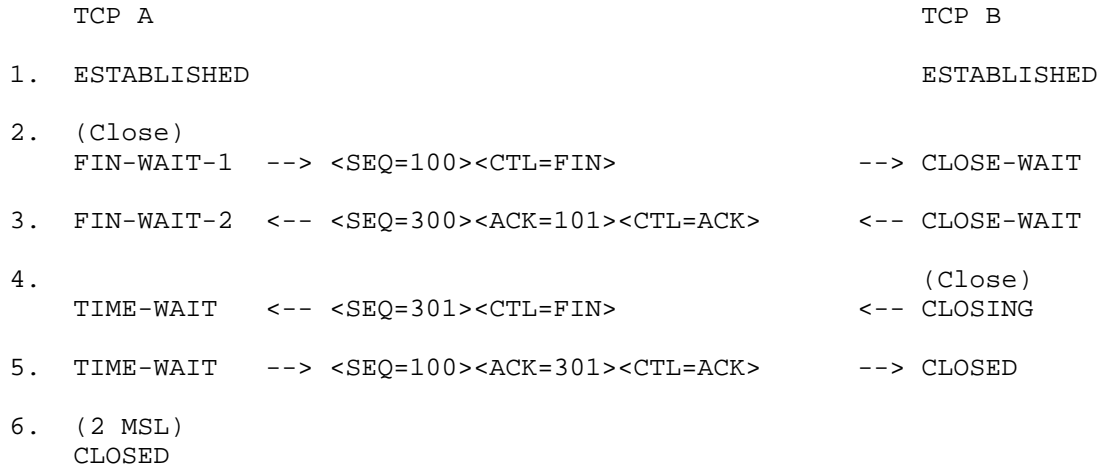 TCP A TCP B
1. ESTABLISHED ESTABLISHED
2. (Close)
FIN-WAIT-1 --> <SEQ=100><CTL=FIN> --> CLOSE-WAIT
3. FIN-WAIT-2 <-- <SEQ=300><ACK=101><CTL=ACK> <-- CLOSE-WAIT
4. (Close)
TIME-WAIT <-- <SEQ=301><CTL=FIN> <-- CLOSING
5. TIME-WAIT --> <SEQ=100><ACK=301><CTL=ACK> --> CLOSED
6. (2 MSL)
CLOSED